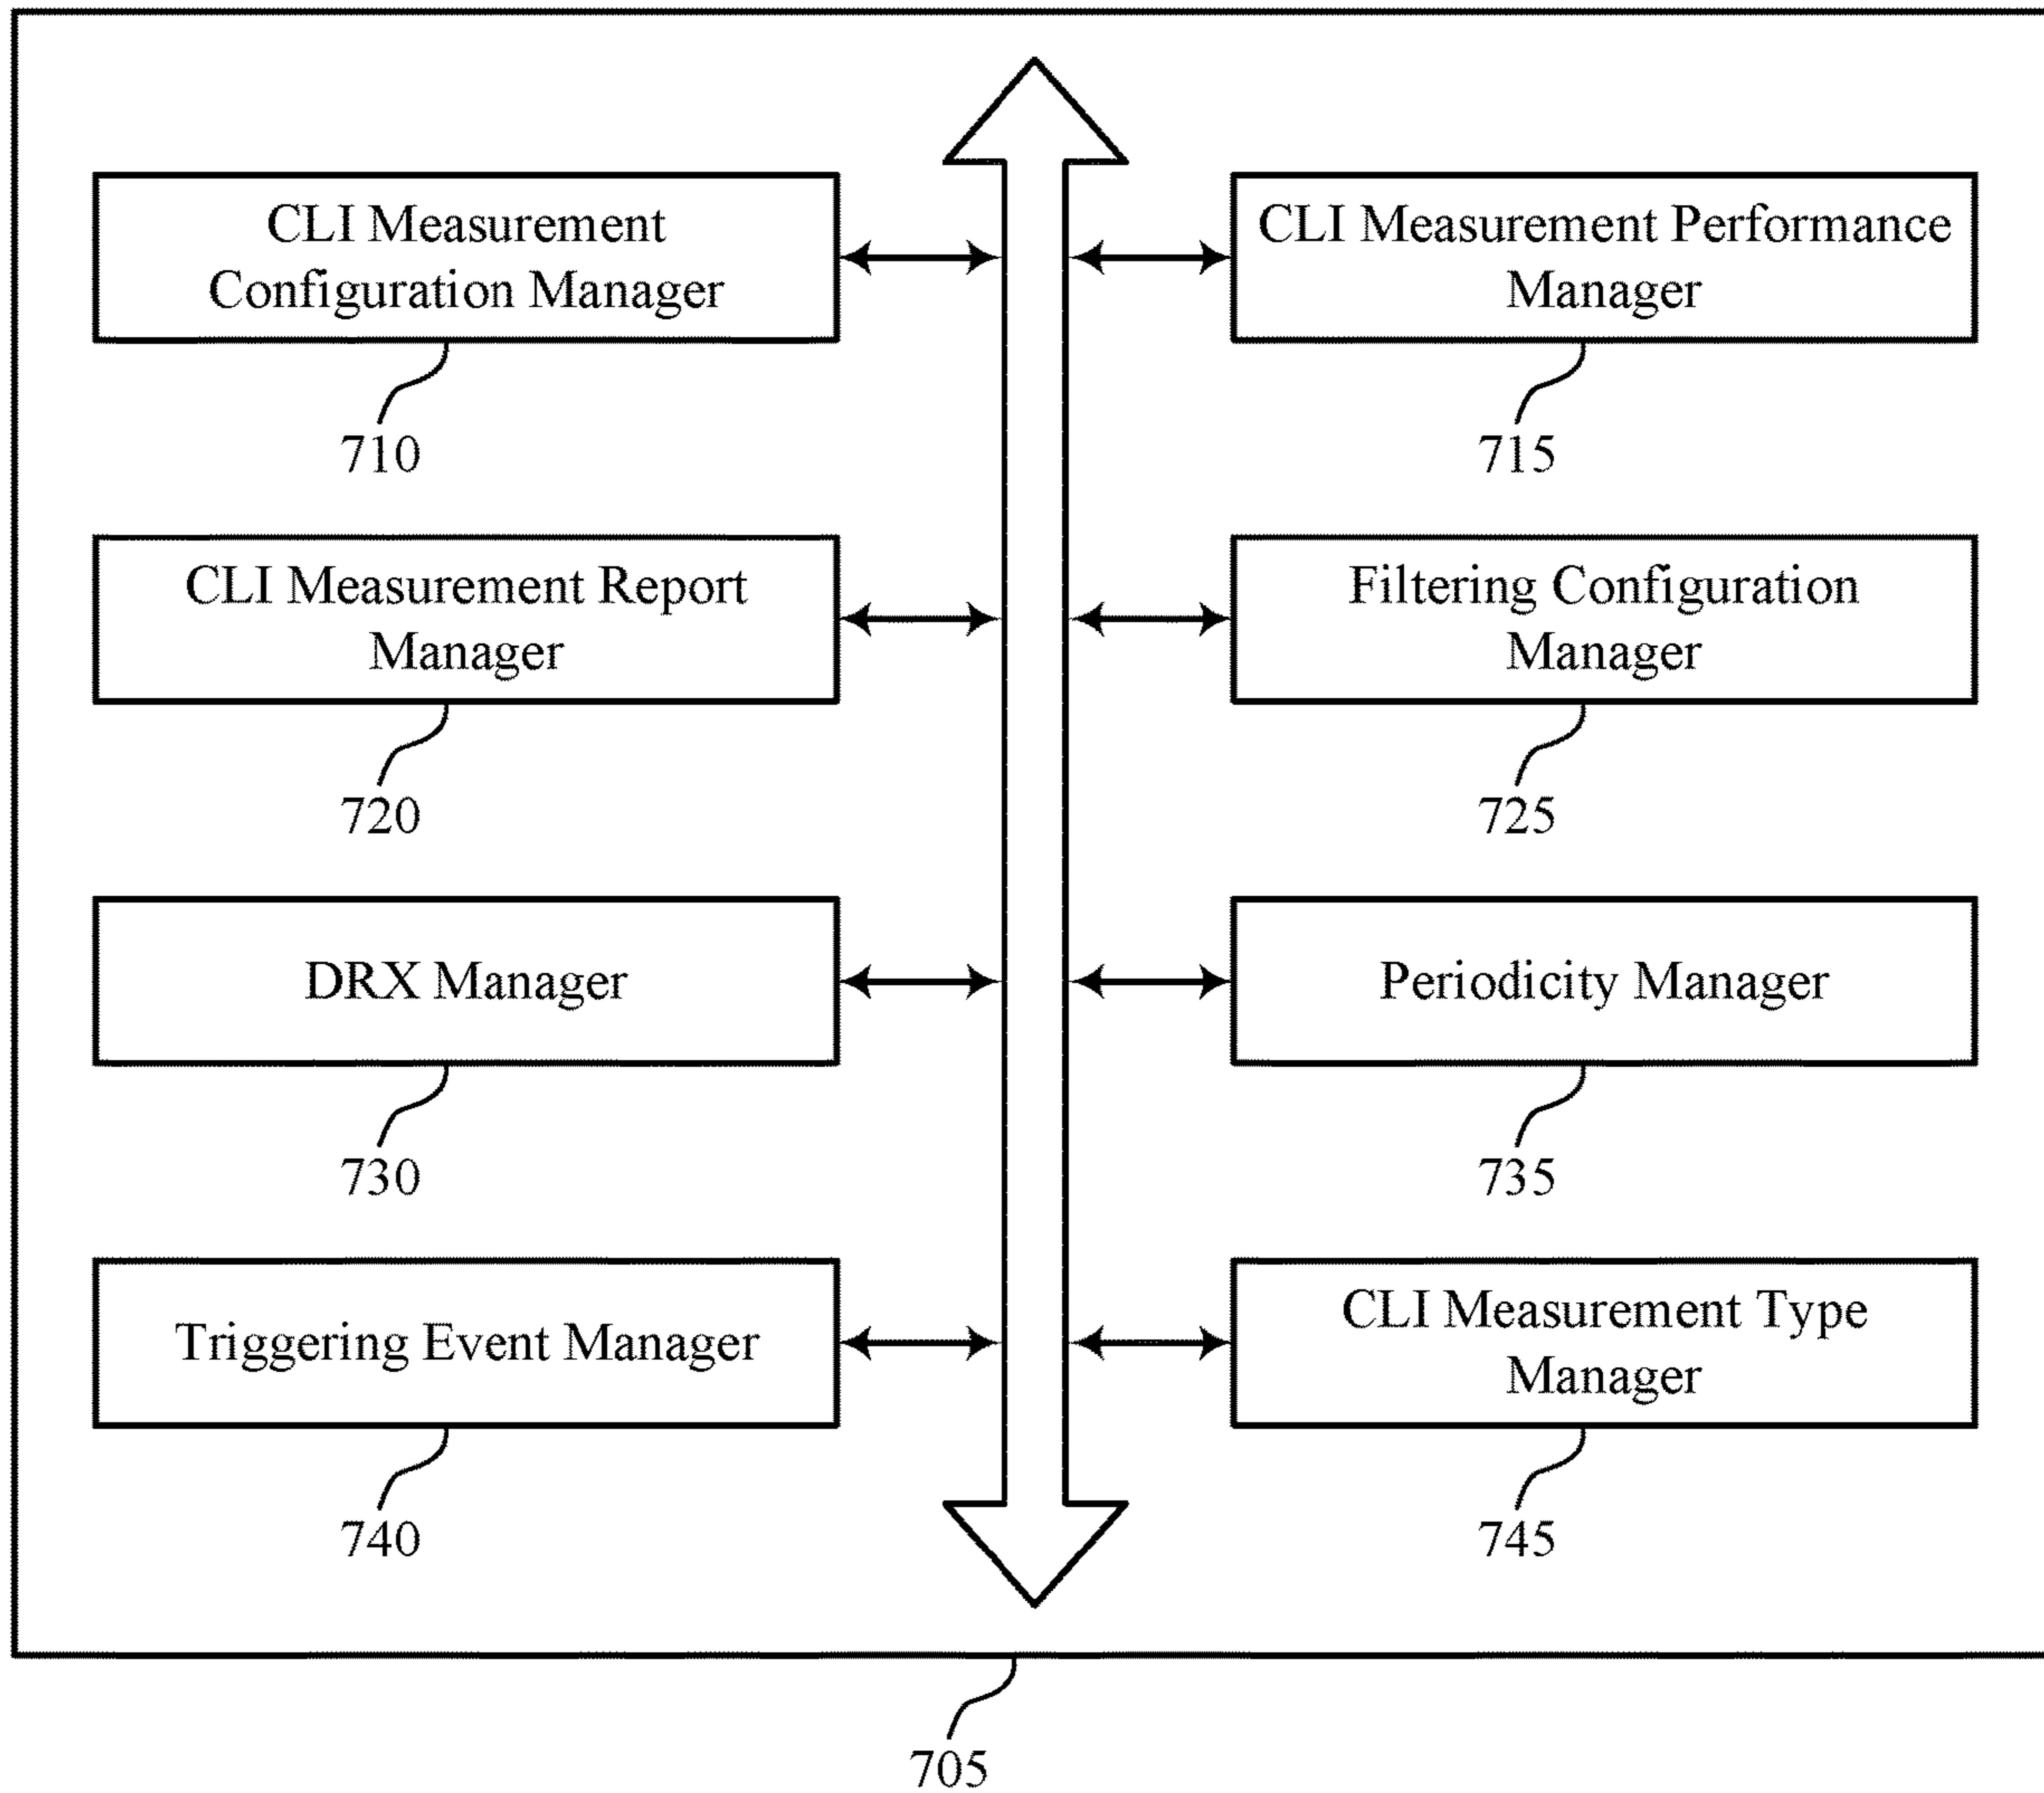 CLI Measurement
Configuration Manager
710
CLI Measurement Performance
Manager
715
CLI Measurement Report
Manager
720
Filtering Configuration
Manager
725
DRX Manager
730
Periodicity Manager
735
Triggering Event Manager
740
CLI Measurement Type
Manager
745
705